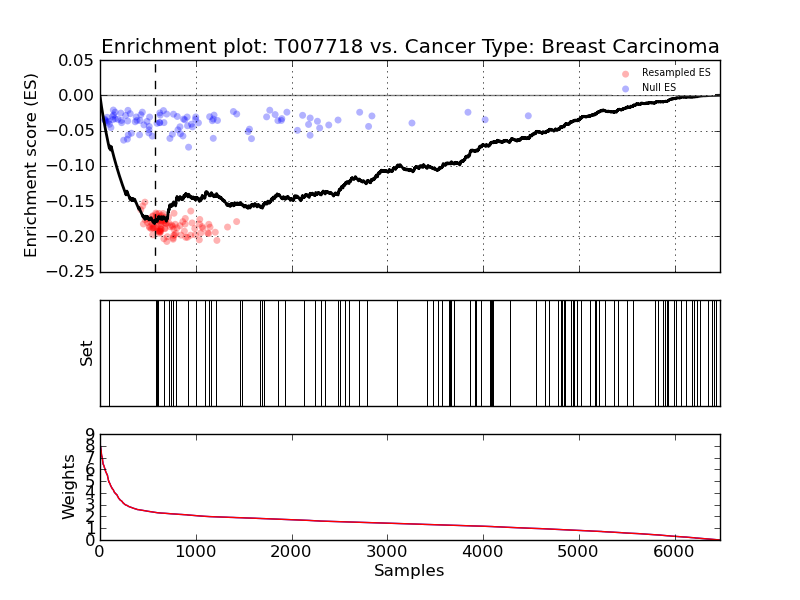 Enrichment plot: T007718 vs. Cancer Type: Breast Carcinoma
0.05
0.00
−0.05
−0.10
−0.15
−0.20
−0.25
Enrichment score (ES)
Resampled ES
Null ES
Set
9
8
7
6
5
4
3
2
1
0
Weights
0 1000 2000 3000 4000 5000 6000
Samples